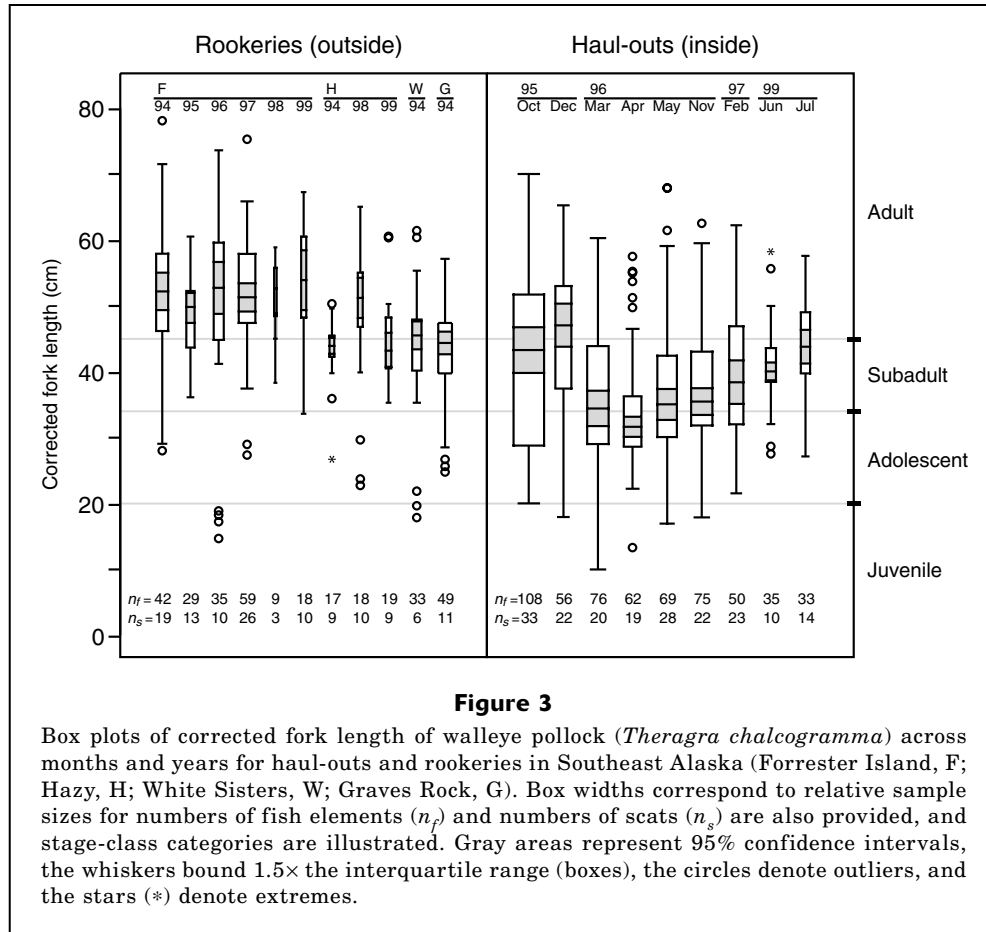 Rookeries (outside) Haul-outs (inside)
F H W G 95 96 97 99
94 95 96 97 98 99 94 98 99 94 94 Oct Dec Mar Apr May Nov Feb Jun Jul
80
60
40
20
0
Corrected fork length (cm)
*
*
Adult
Subadult
Adolescent
Juvenile
nf = 42 29 35 59 9 18 17 18 19 33 49 nf = 108 56 76 62 69 75 50 35 33
ns = 19 13 10 26 3 10 9 10 9 6 11 ns = 33 22 20 19 28 22 23 10 14
Figure 3
Box plots of corrected fork length of walleye pollock (Theragra chalcogramma) across
months and years for haul-outs and rookeries in Southeast Alaska (Forrester Island, F;
Hazy, H; White Sisters, W; Graves Rock, G). Box widths correspond to relative sample
sizes for numbers of fish elements (nf) and numbers of scats (ns) are also provided, and
stage-class categories are illustrated. Gray areas represent 95% confidence intervals,
the whiskers bound 1.5× the interquartile range (boxes), the circles denote outliers, and
the stars (*) denote extremes.